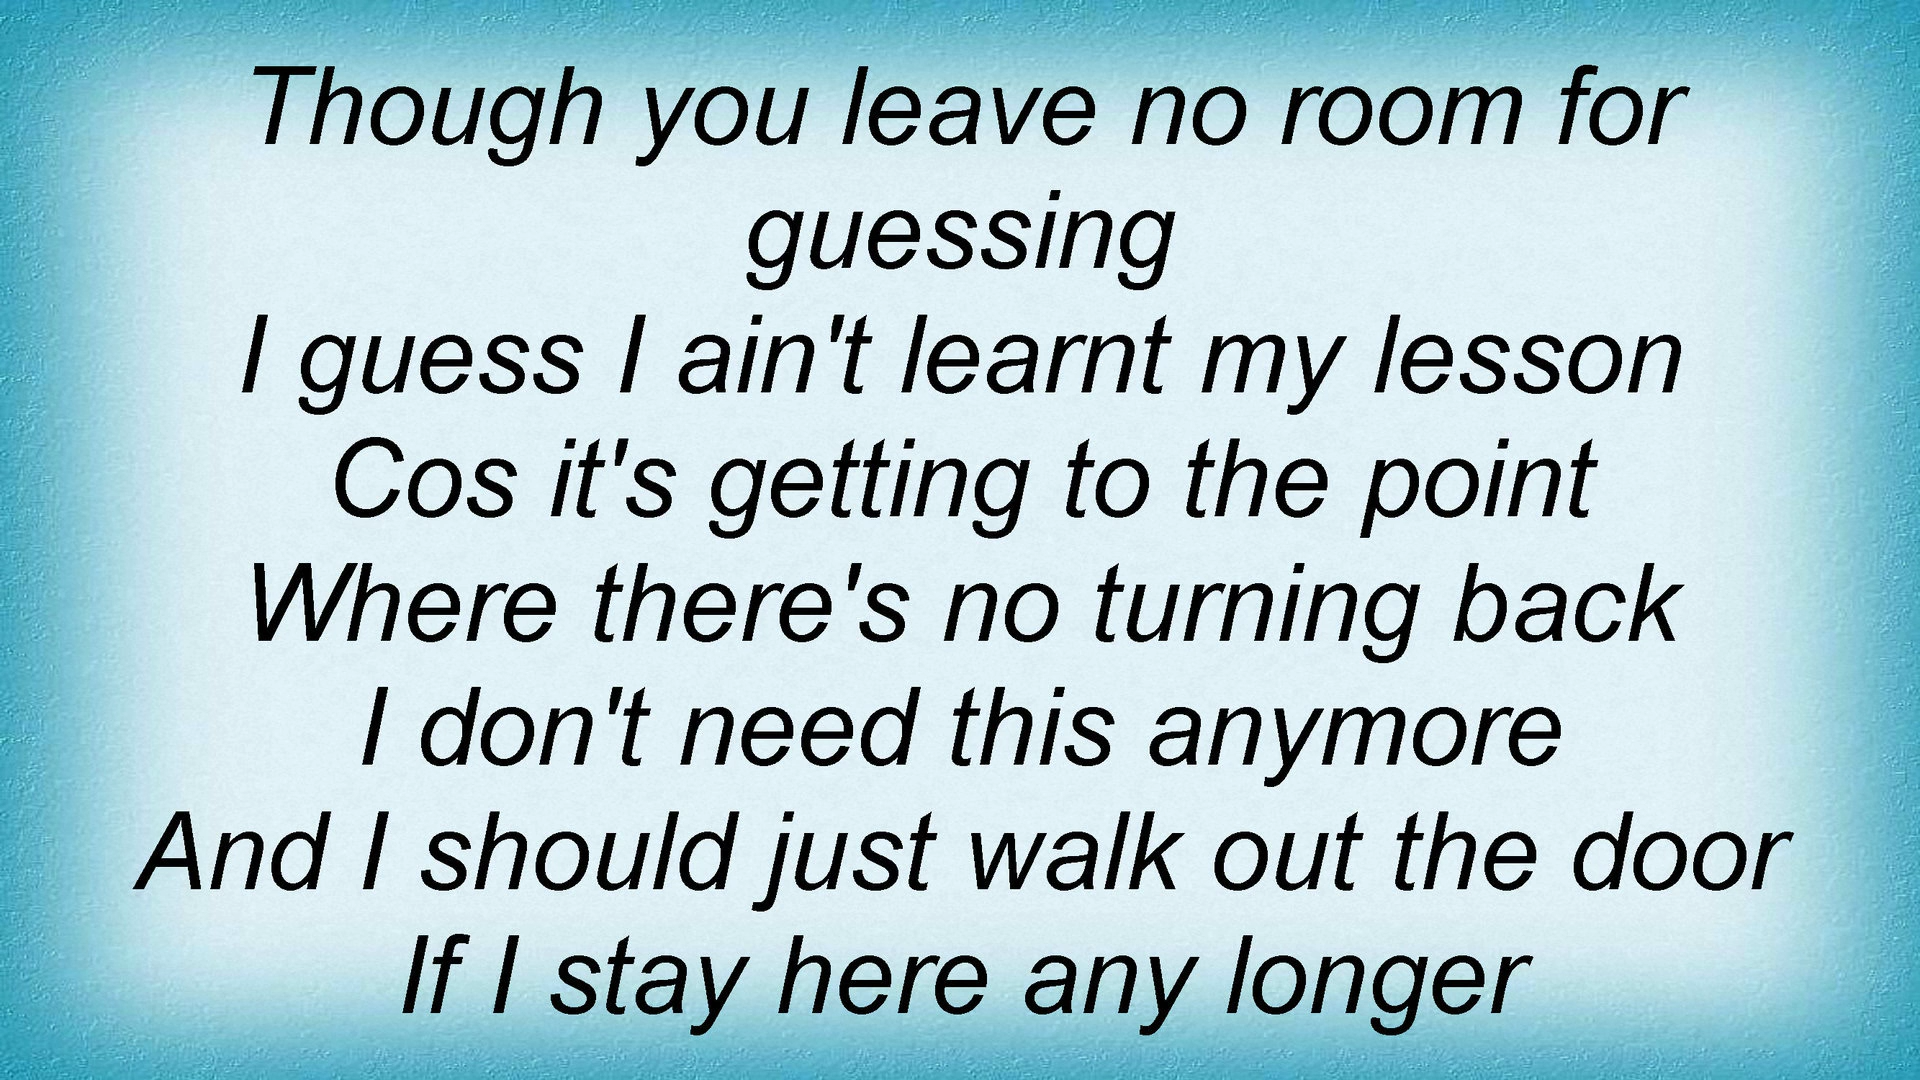 Though you leave no room for
guessing
I guess I ain't learnt my lesson
Cos it's getting to the point
Where there's no turning back
I don't need this anymore
And I should just walk out the door
If I stay here any longer